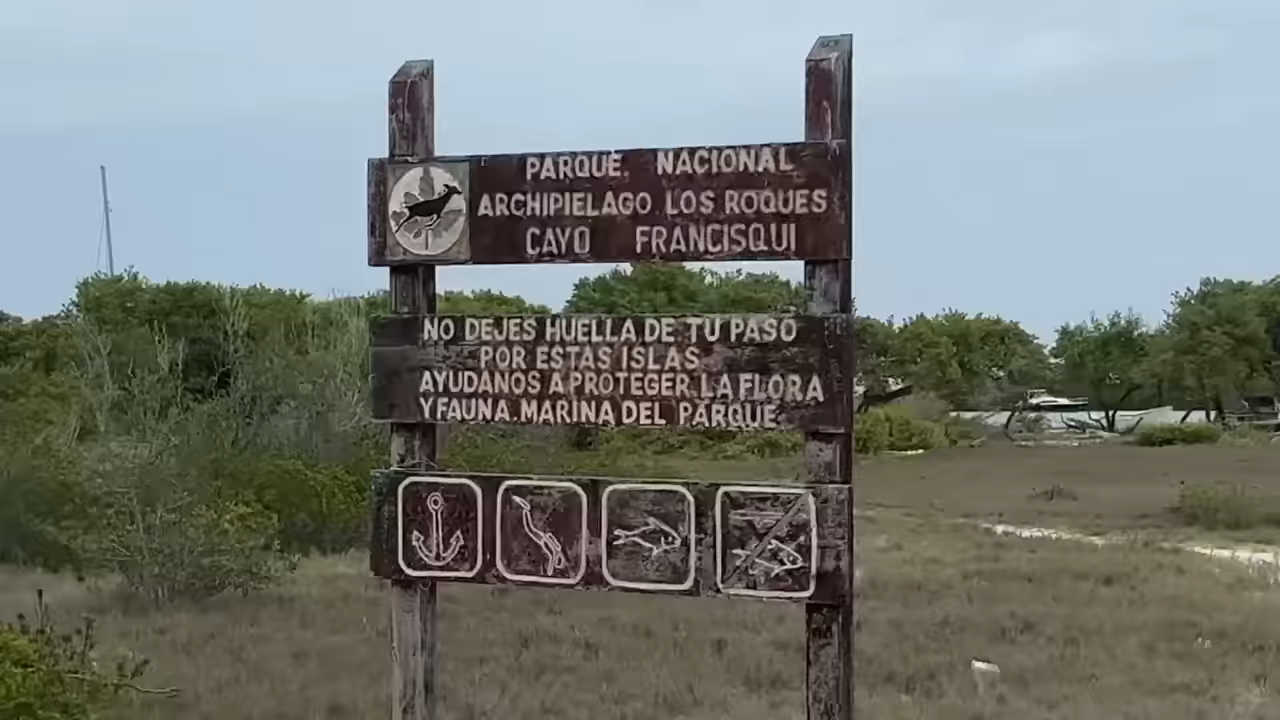 PARQUE. NACIONAL
ARCHIPIELAGO LOS ROQUES
CAYO FRANCISQUI
NO DEJES HUELLA DE TU PASO
POR ESTAS ISLAS
AYUDANOS A PROTEGER LA FLORA
Y FAUNA.MARINA DEL PARQUE